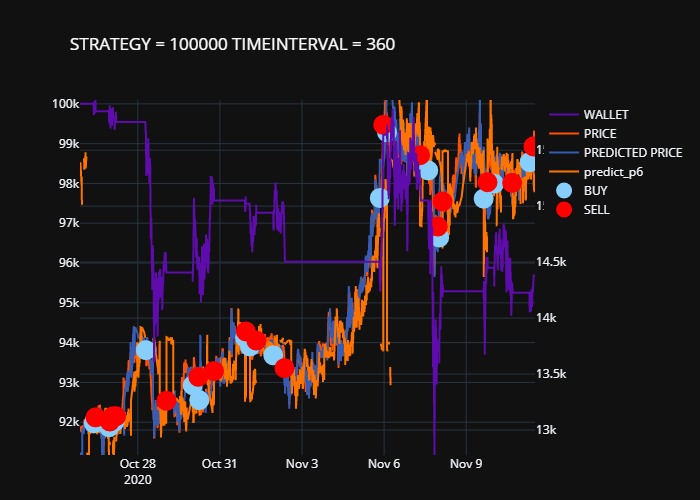 STRATEGY = 100000 TIMEINTERVAL = 360
100k
99k
98k
97k
96k
95k
94k
93k
92k
14.5k
14k
13.5k
13k
Oct 28
2020
Oct 31
Nov 3
Nov 6
Nov 9
WALLET
PRICE
PREDICTED PRICE
predict_p6
BUY
SELL